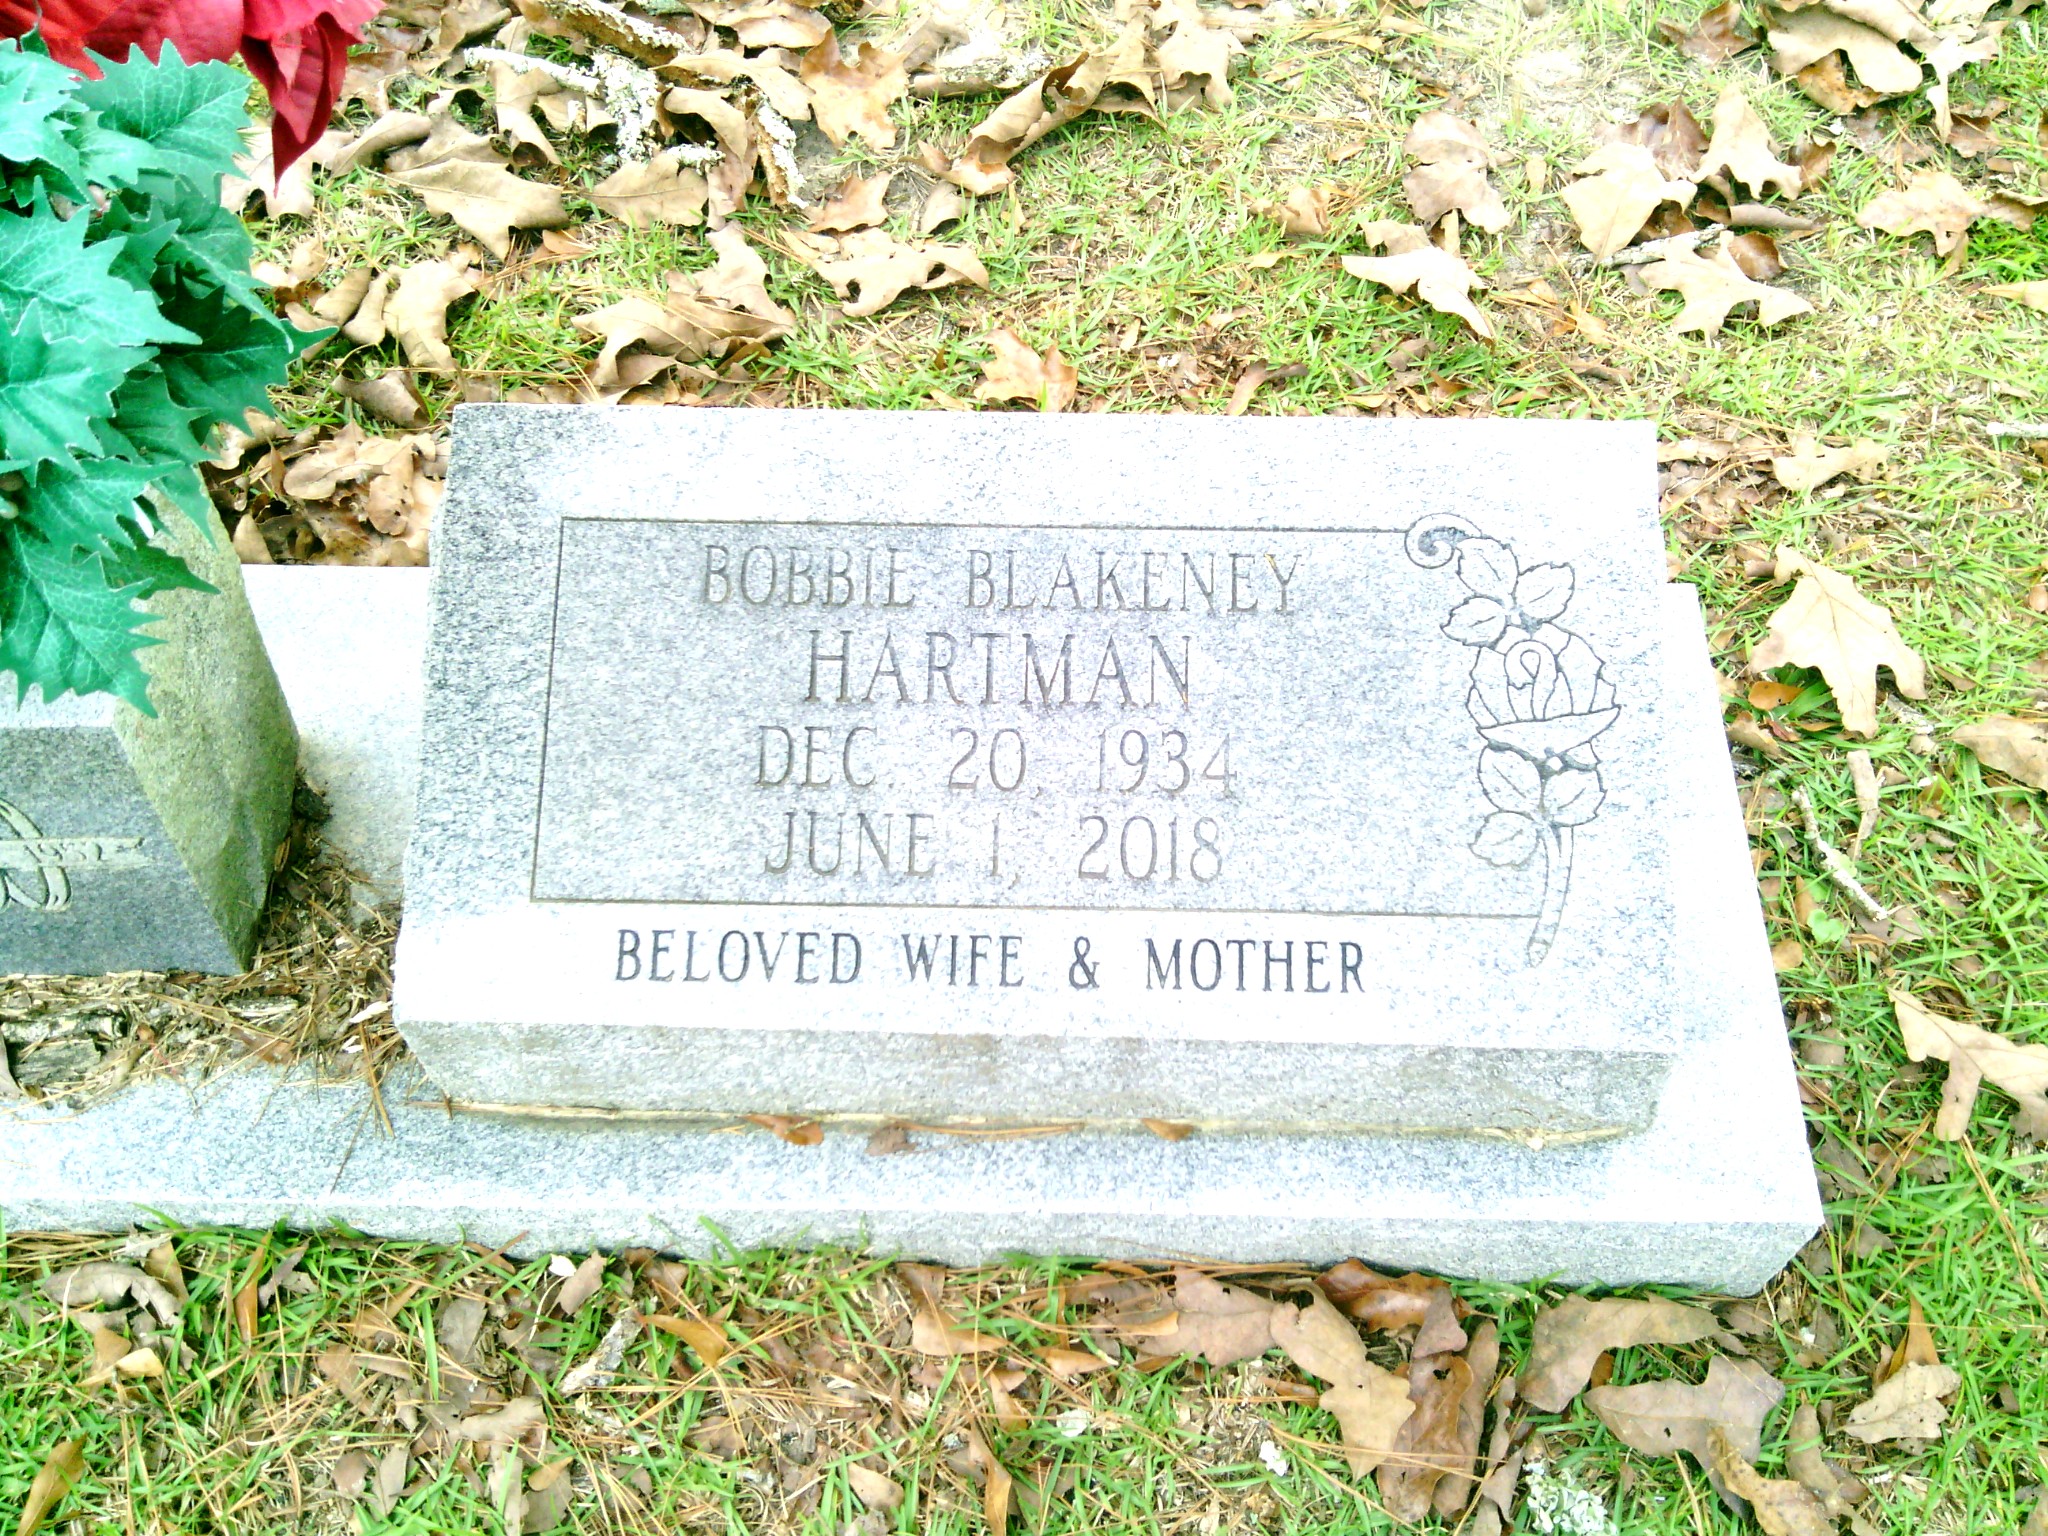 BOBBIE BLAKENEY
HARTMAN
DEC. 20, 1934
JUNE 1, 2018
BELOVED WIFE & MOTHER